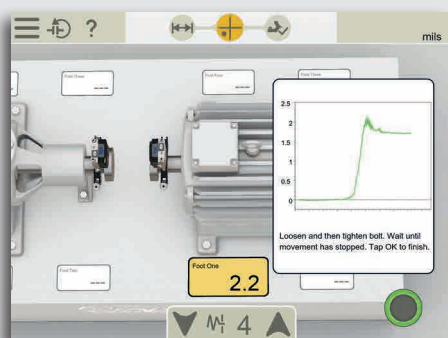 ?
mils
Foot Three
----
Foot Four
----
Foot Three
2.5
2
1.5
1
0.5
0
Loosen and then tighten bolt. Wait until
movement has stopped. Tap OK to finish.
Foot Two
----
Foot One
2.2
4